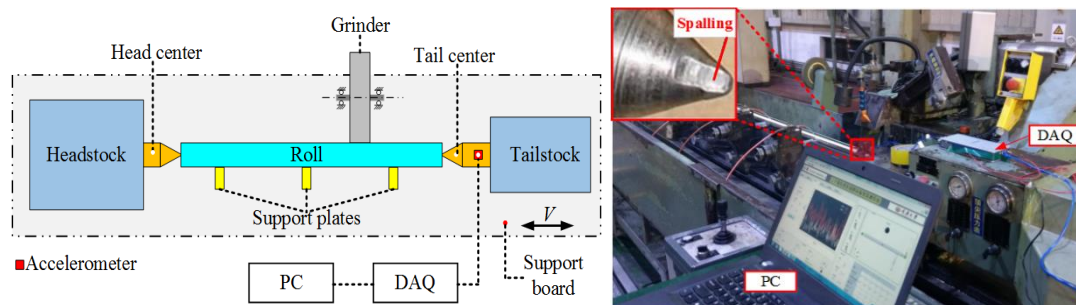 Grinder
Head center
Tail center
Headstock
Roll
Tailstock
Support plates
V
Accelerometer
PC
DAQ
Support
board
Spalling
DAQ
PC